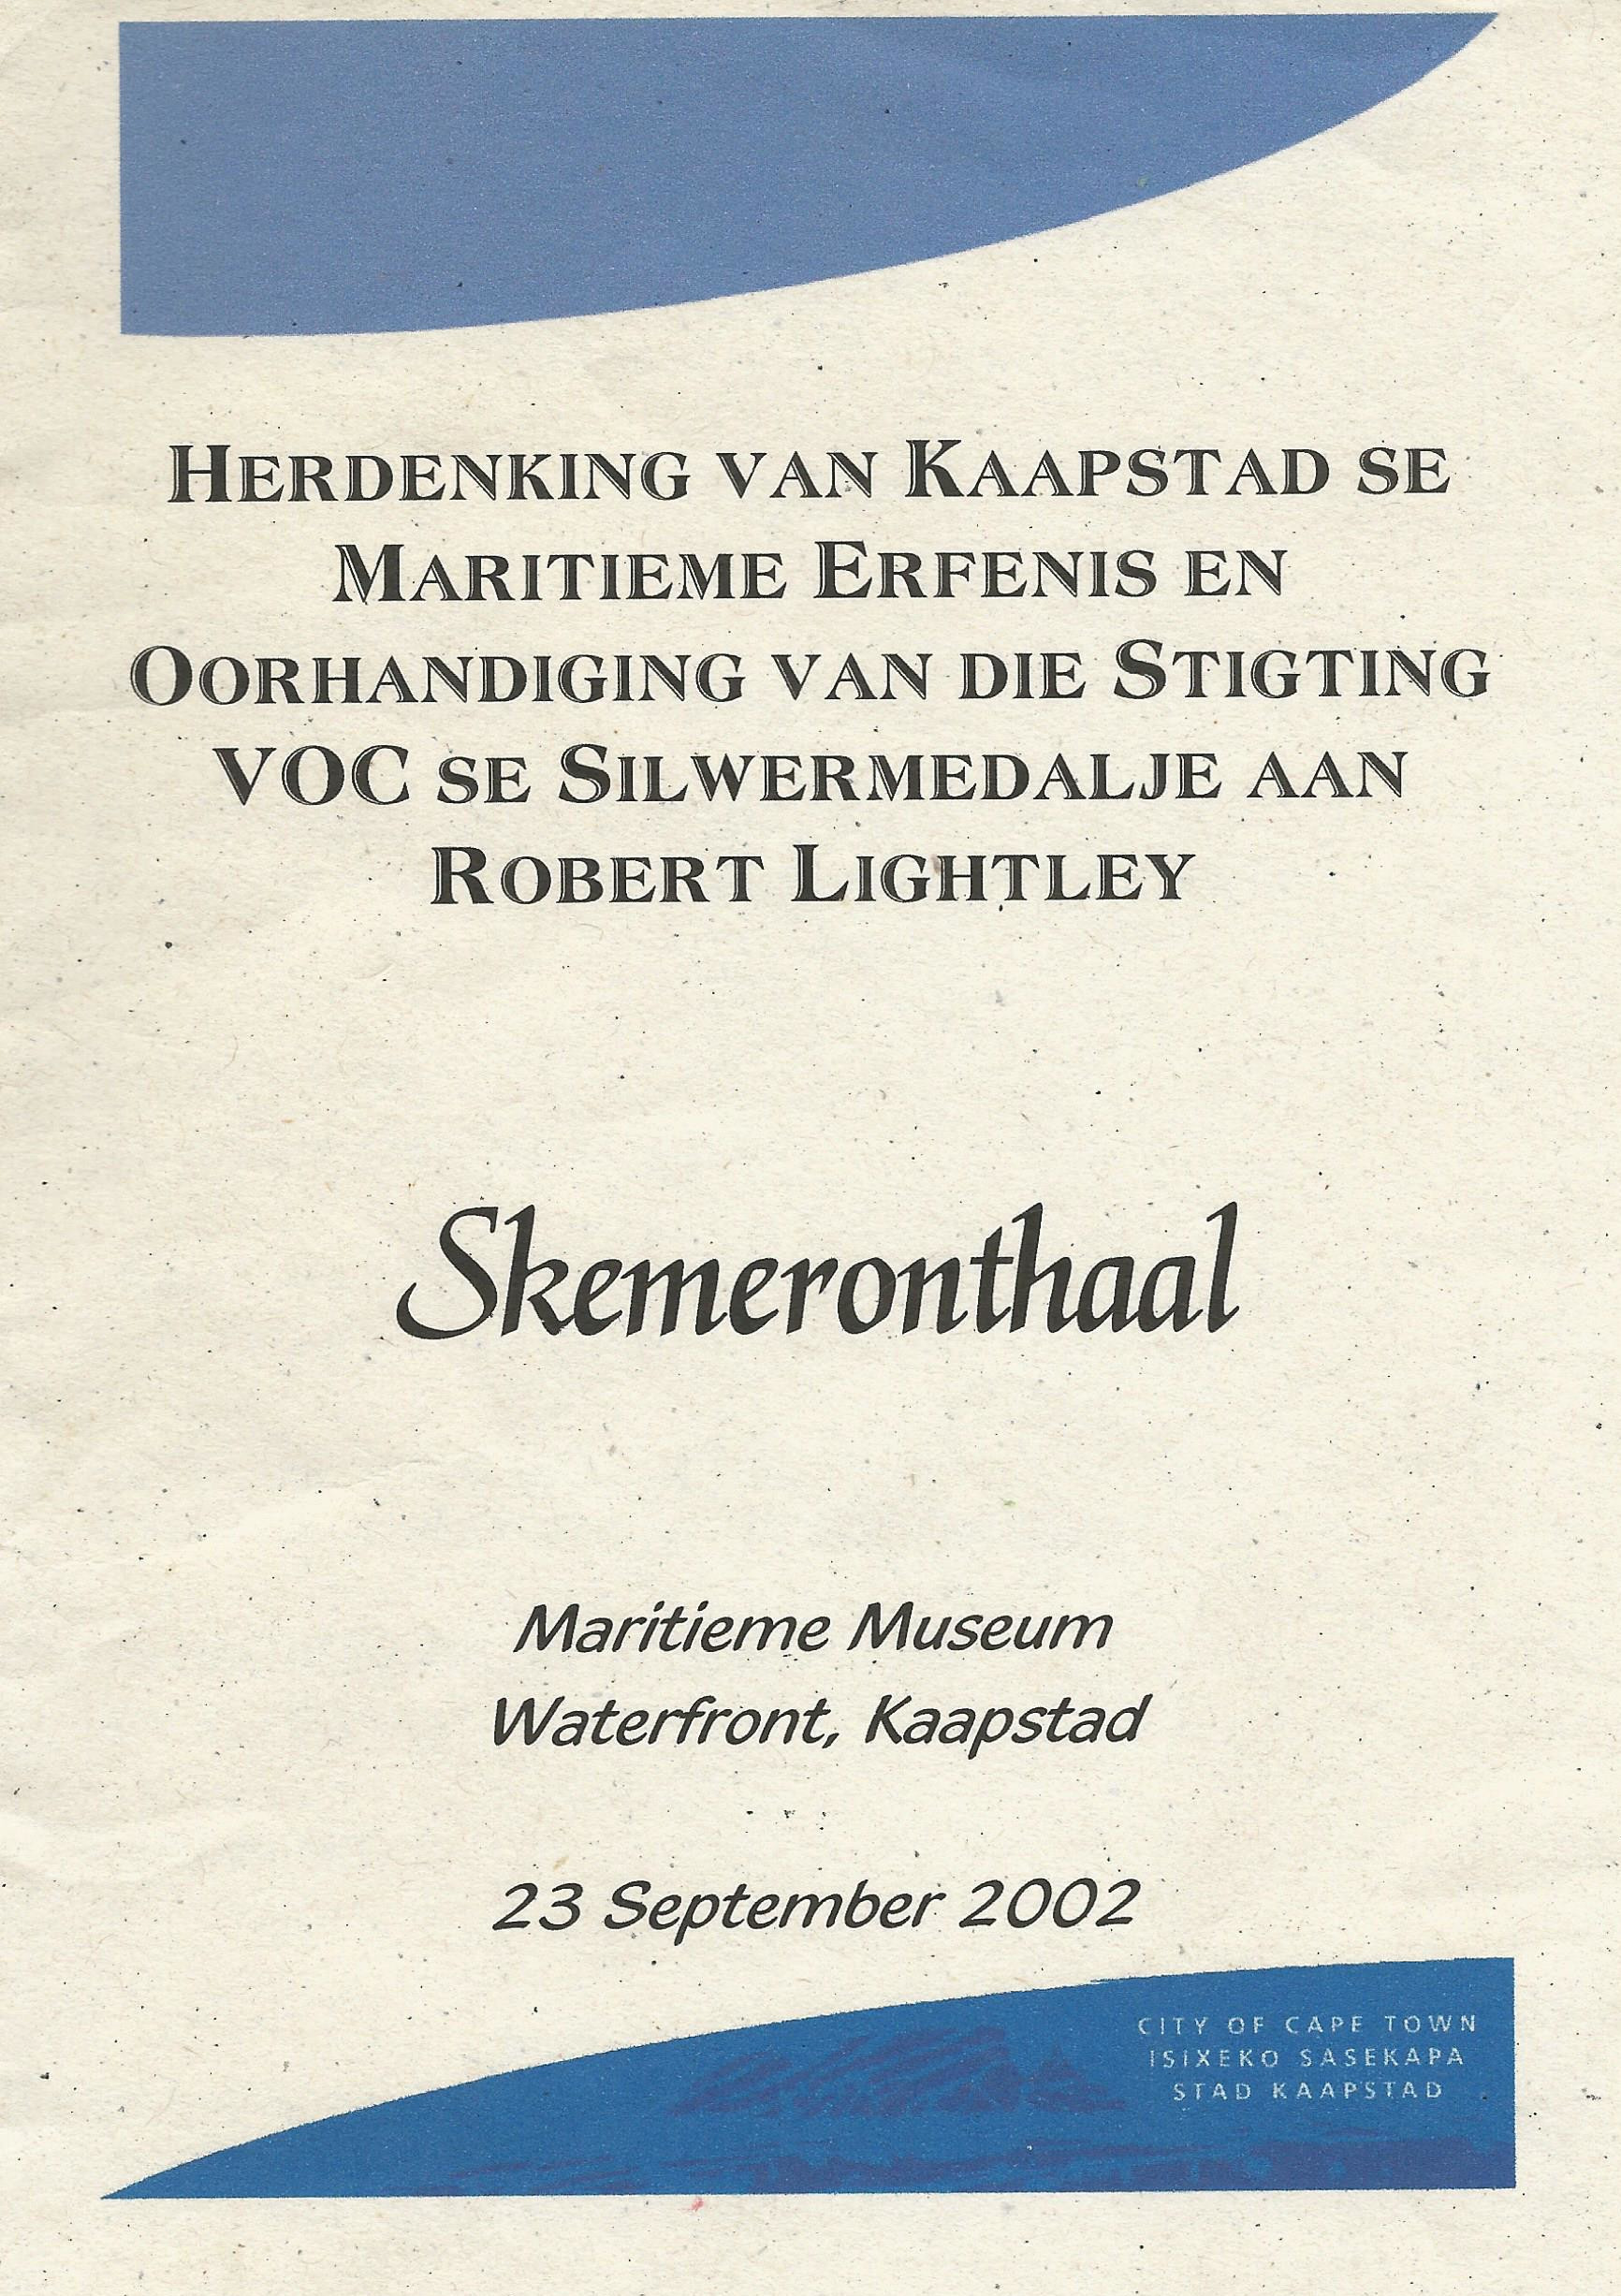 HERDENKING VAN KAAPSTAD SE
MARITIEME ERFENIS EN
OORHANDIGING VAN DIE STIGTING
VOC SE SILWERMEDALJE AAN
ROBERT LIGHTLEY
Skemeronthaal
Maritieme Museum
Waterfront, Kaapstad
23 September 2002
CITY OF CAPE TOWN
ISIXEKO SASEKAPA
STAD KAAPSTAD